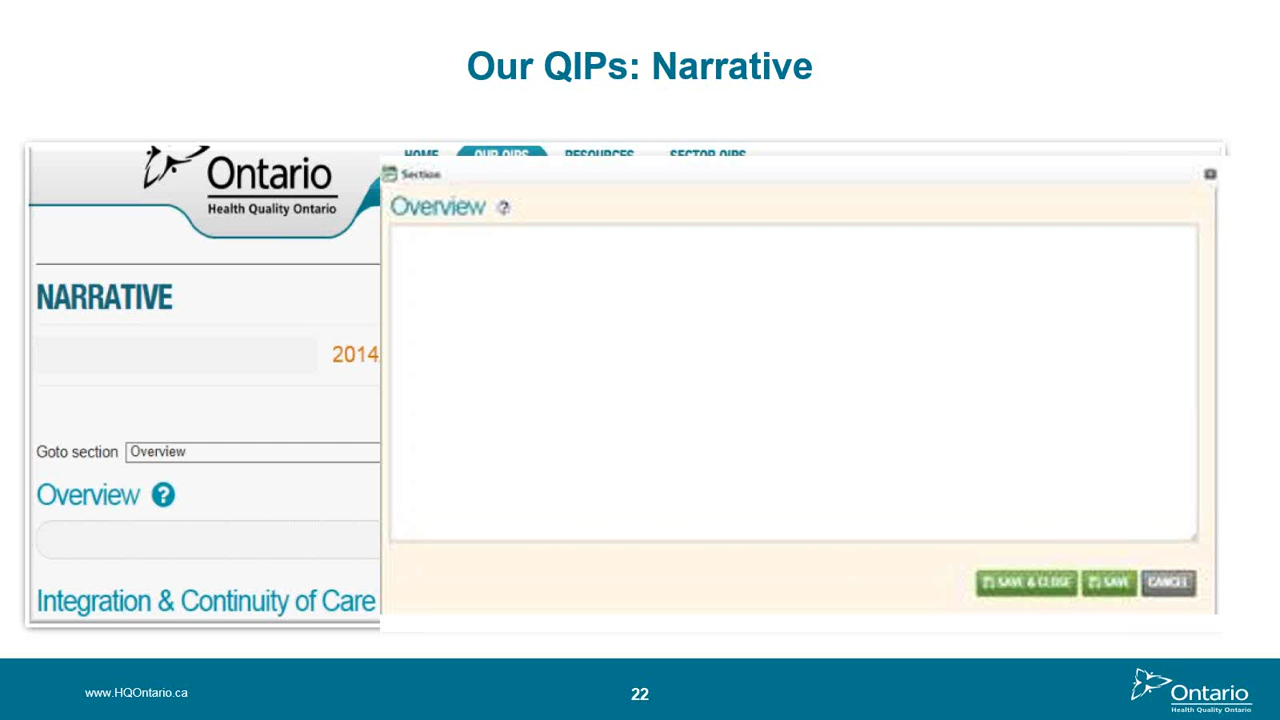 Our QIPs: Narrative
HOME OUR QIPS RESOURCES SECTOR QIPS
Ontario
Health Quality Ontario
Section
Overview ?
NARRATIVE
2014
Goto section Overview
Overview ?
SAVE & CLOSE SAVE CANCEL
Integration & Continuity of Care
www.HQOntario.ca
22
Ontario
Health Quality Ontario